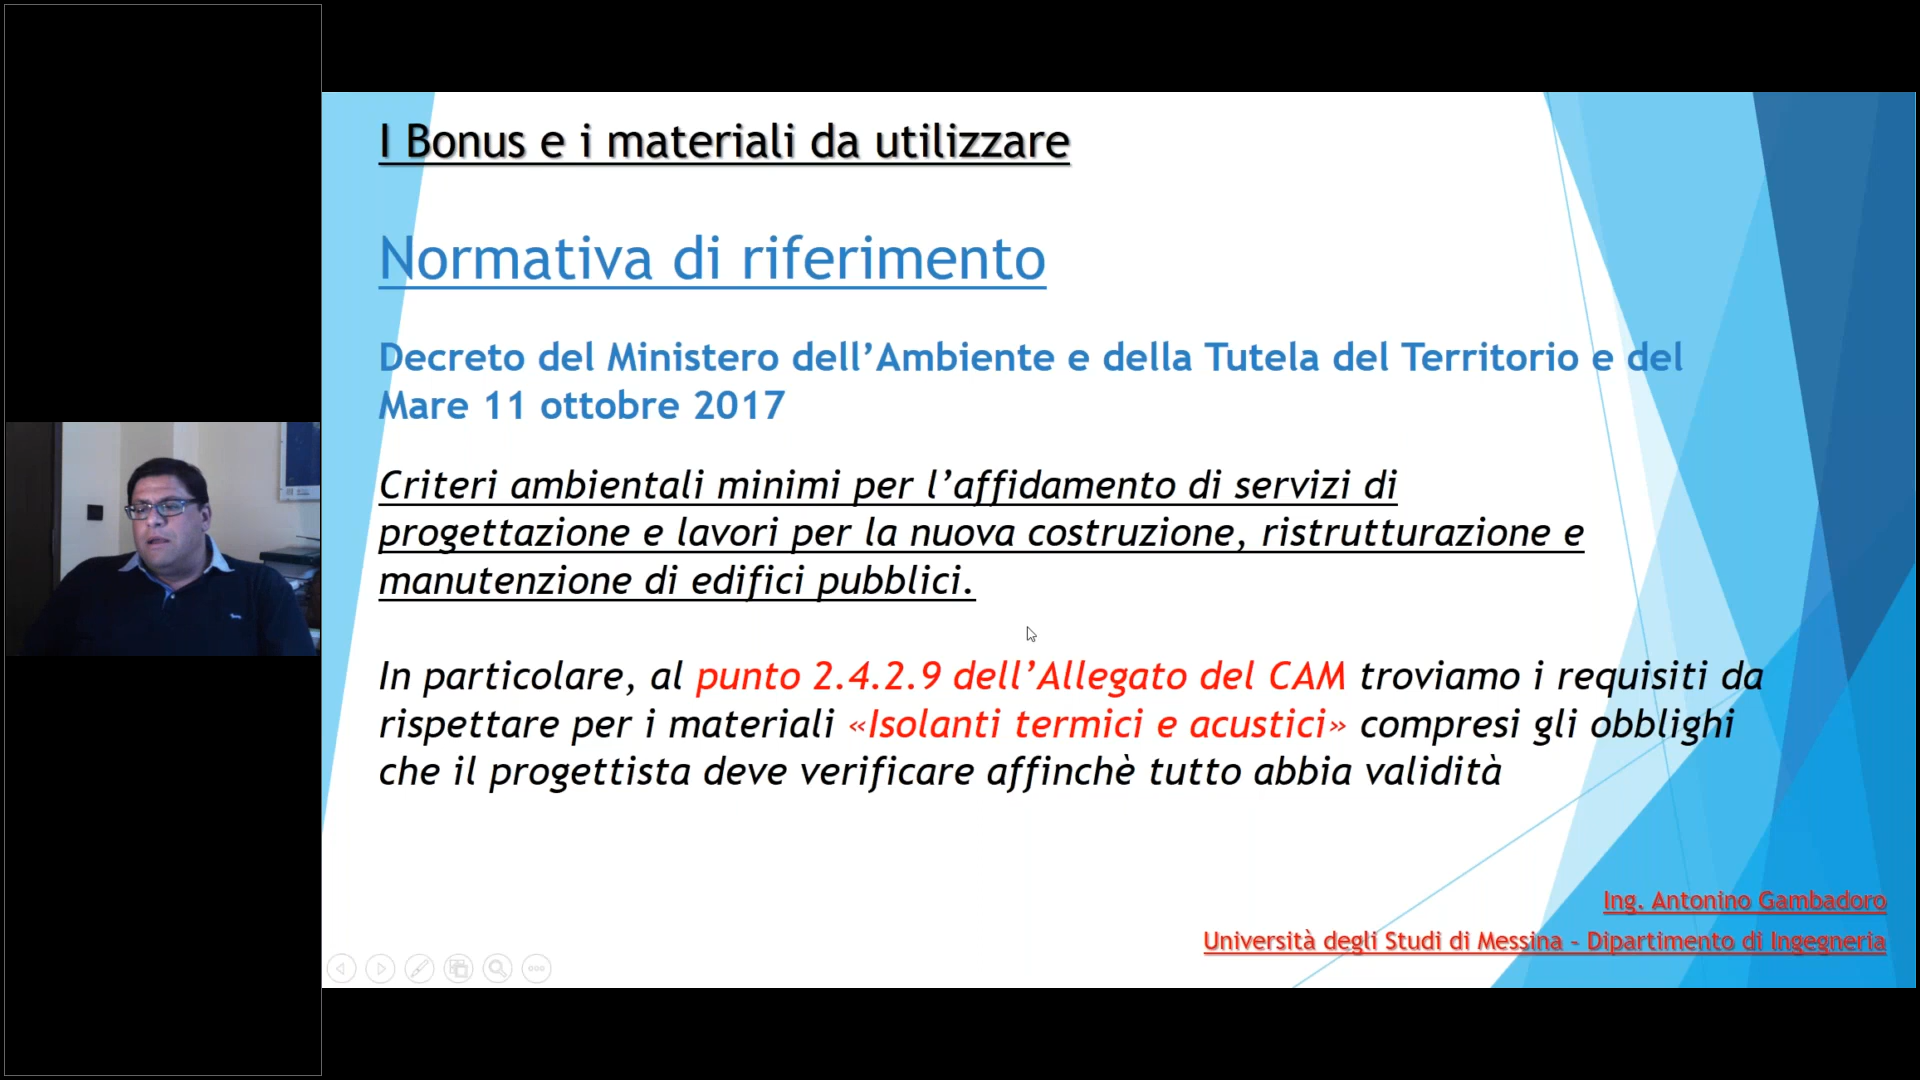 I Bonus e i materiali da utilizzare
Normativa di riferimento
Decreto del Ministero dell’Ambiente e della Tutela del Territorio e del
Mare 11 ottobre 2017
Criteri ambientali minimi per l’affidamento di servizi di
progettazione e lavori per la nuova costruzione, ristrutturazione e
manutenzione di edifici pubblici.
In particolare, al punto 2.4.2.9 dell’Allegato del CAM troviamo i requisiti da
rispettare per i materiali «Isolanti termici e acustici» compresi gli obblighi
che il progettista deve verificare affinchè tutto abbia validità
Ing. Antonino Gambadoro
Università degli Studi di Messina – Dipartimento di Ingegneria